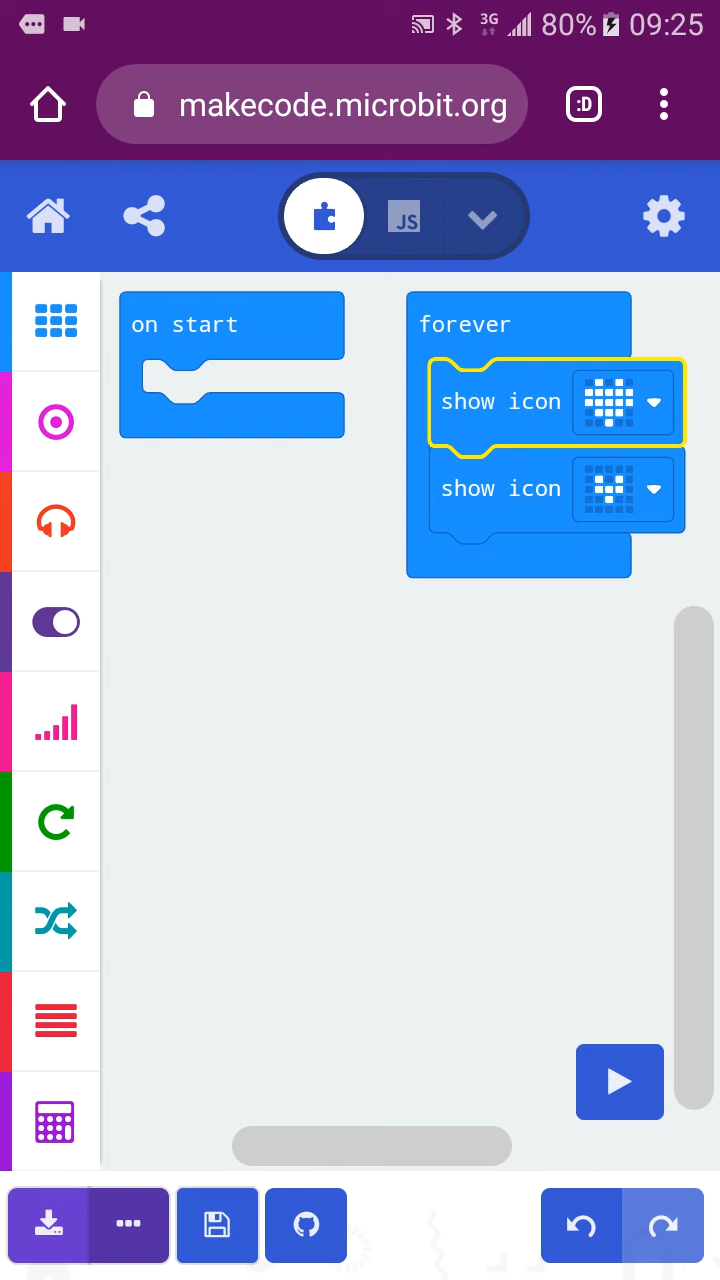 3G 80% 09:25
makecode.microbit.org :D
JS
on start
forever
show icon
show icon